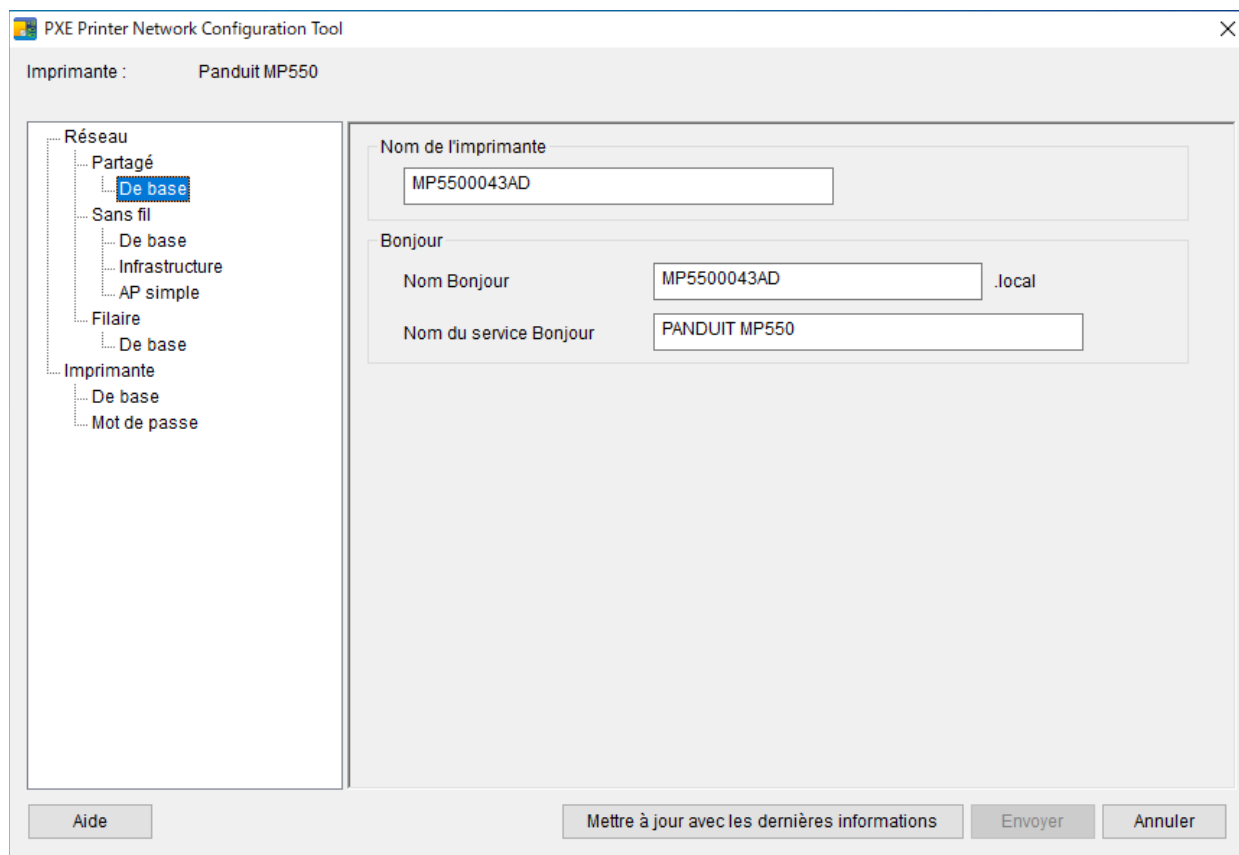 PXE Printer Network Configuration Tool
Imprimante : Panduit MP550
Réseau
Partagé
De base
Sans fil
De base
Infrastructure
AP simple
Filaire
De base
Imprimante
De base
Mot de passe
Nom de l'imprimante
MP5500043AD
Bonjour
Nom Bonjour MP5500043AD .local
Nom du service Bonjour PANDUIT MP550
Aide Mettre à jour avec les dernières informations Envoyer Annuler